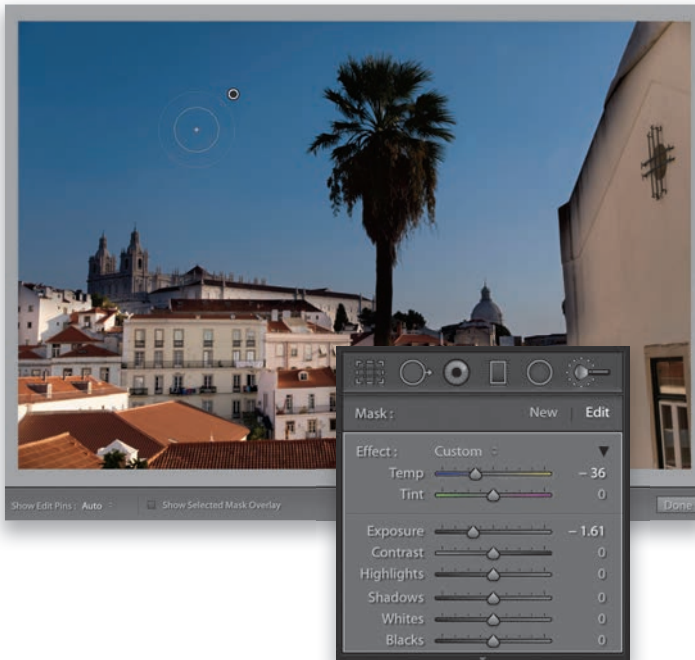 Mask :
New | Edit
Effect : Custom
Temp – 36
Tint 0
Show Edit Pins : Auto
Show Selected Mask Overlay
Done
Exposure – 1.61
Contrast 0
Highlights 0
Shadows 0
Whites 0
Blacks 0